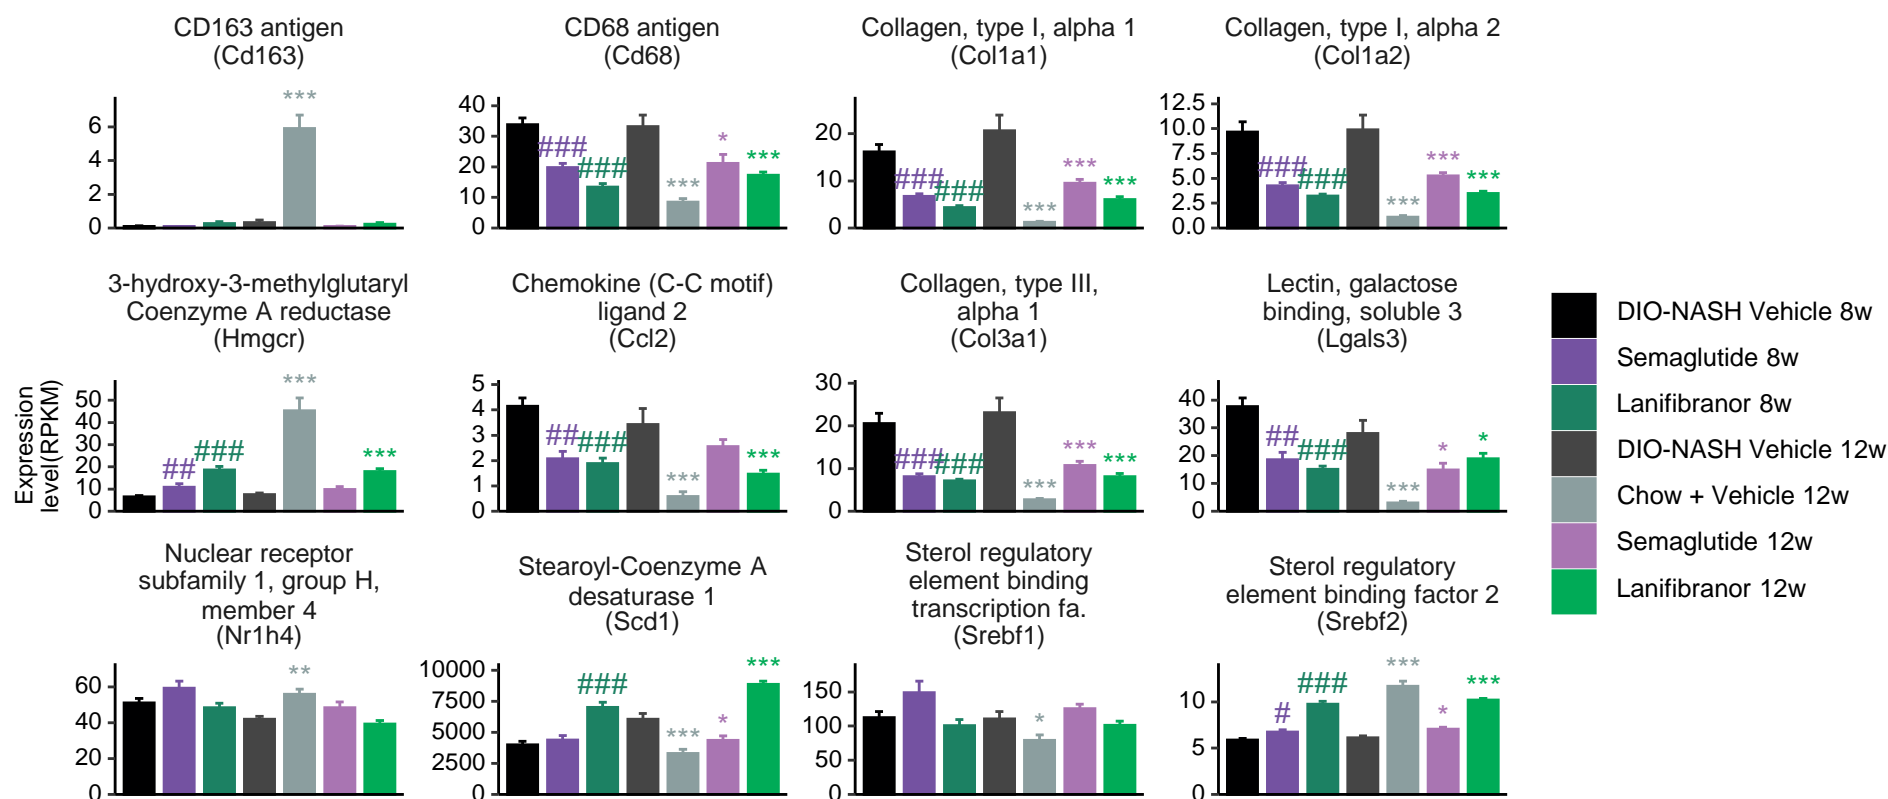 CD163 antigen
(Cd163)
6
4
2
0
***
CD68 antigen
(Cd68)
40
30
20
10
0
###
###
***
*
***
Collagen, type I, alpha 1
(Col1a1)
20
10
0
###
###
***
***
***
Collagen, type I, alpha 2
(Col1a2)
12.5
10.0
7.5
5.0
2.5
0.0
###
###
***
***
***
Expression
level(RPKM)
3-hydroxy-3-methylglutaryl
Coenzyme A reductase
(Hmgcr)
50
40
30
20
10
0
##
###
***
***
Chemokine (C-C motif)
ligand 2
(Ccl2)
5
4
3
2
1
0
##
###
***
***
Collagen, type III,
alpha 1
(Col3a1)
30
20
10
0
###
###
***
***
***
Lectin, galactose
binding, soluble 3
(Lgals3)
40
30
20
10
0
##
###
***
*
*
Nuclear receptor
subfamily 1, group H,
member 4
(Nr1h4)
60
40
20
0
**
Stearoyl-Coenzyme A
desaturase 1
(Scd1)
10000
7500
5000
2500
0
###
***
*
***
Sterol regulatory
element binding
transcription fa.
(Srebf1)
150
100
50
0
*
Sterol regulatory
element binding factor 2
(Srebf2)
10
5
0
#
###
***
*
***
DIO-NASH Vehicle 8w
Semaglutide 8w
Lanifibranor 8w
DIO-NASH Vehicle 12w
Chow + Vehicle 12w
Semaglutide 12w
Lanifibranor 12w